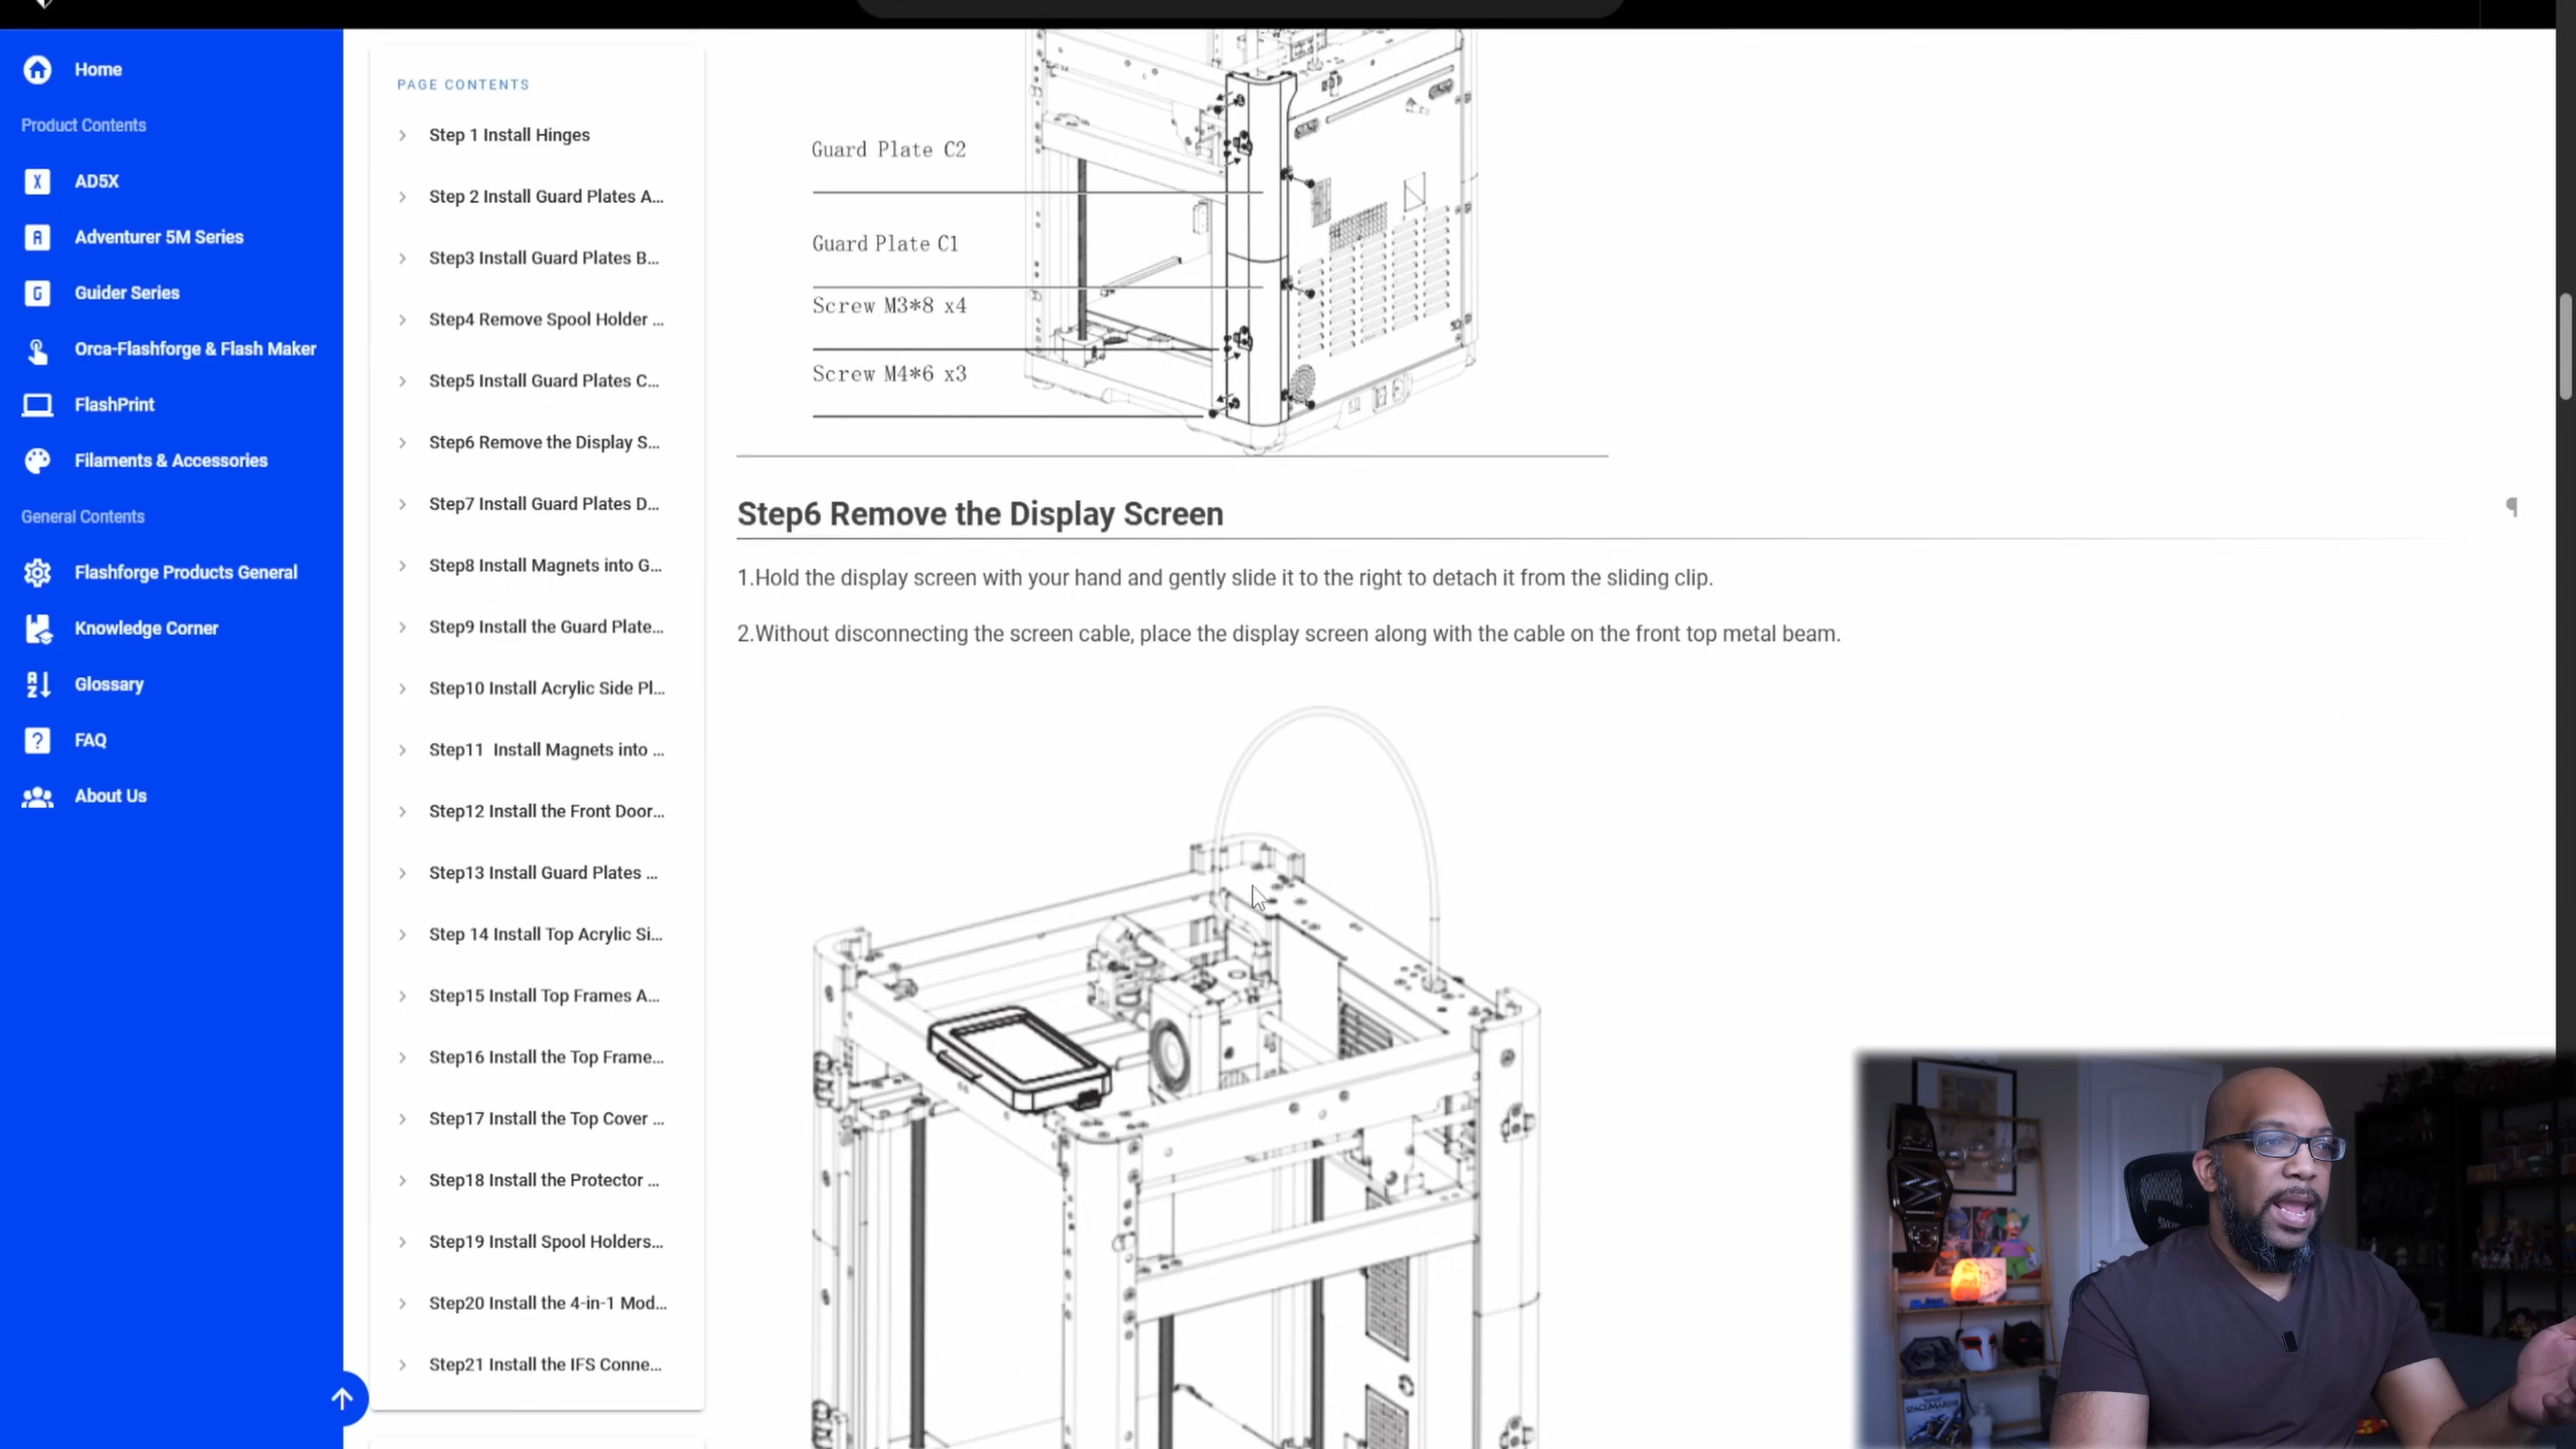 Home
Product Contents
AD5X
Adventurer 5M Series
Guider Series
Orca-Flashforge & Flash Maker
FlashPrint
Filaments & Accessories
General Contents
Flashforge Products General
Knowledge Corner
Glossary
FAQ
About Us
PAGE CONTENTS
Step 1 Install Hinges
Step 2 Install Guard Plates A...
Step3 Install Guard Plates B...
Step4 Remove Spool Holder ...
Step5 Install Guard Plates C...
Step6 Remove the Display S...
Step7 Install Guard Plates D...
Step8 Install Magnets into G...
Step9 Install the Guard Plate...
Step10 Install Acrylic Side Pl...
Step11 Install Magnets into ...
Step12 Install the Front Door...
Step13 Install Guard Plates ...
Step 14 Install Top Acrylic Si...
Step15 Install Top Frames A...
Step16 Install the Top Frame...
Step17 Install the Top Cover ...
Step18 Install the Protector ...
Step19 Install Spool Holders...
Step20 Install the 4-in-1 Mod...
Step21 Install the IFS Conne...
Guard Plate C2
Guard Plate C1
Screw M3*8 x4
Screw M4*6 x3
Step6 Remove the Display Screen
¶
1.Hold the display screen with your hand and gently slide it to the right to detach it from the sliding clip.
2.Without disconnecting the screen cable, place the display screen along with the cable on the front top metal beam.
SPACE MARINE